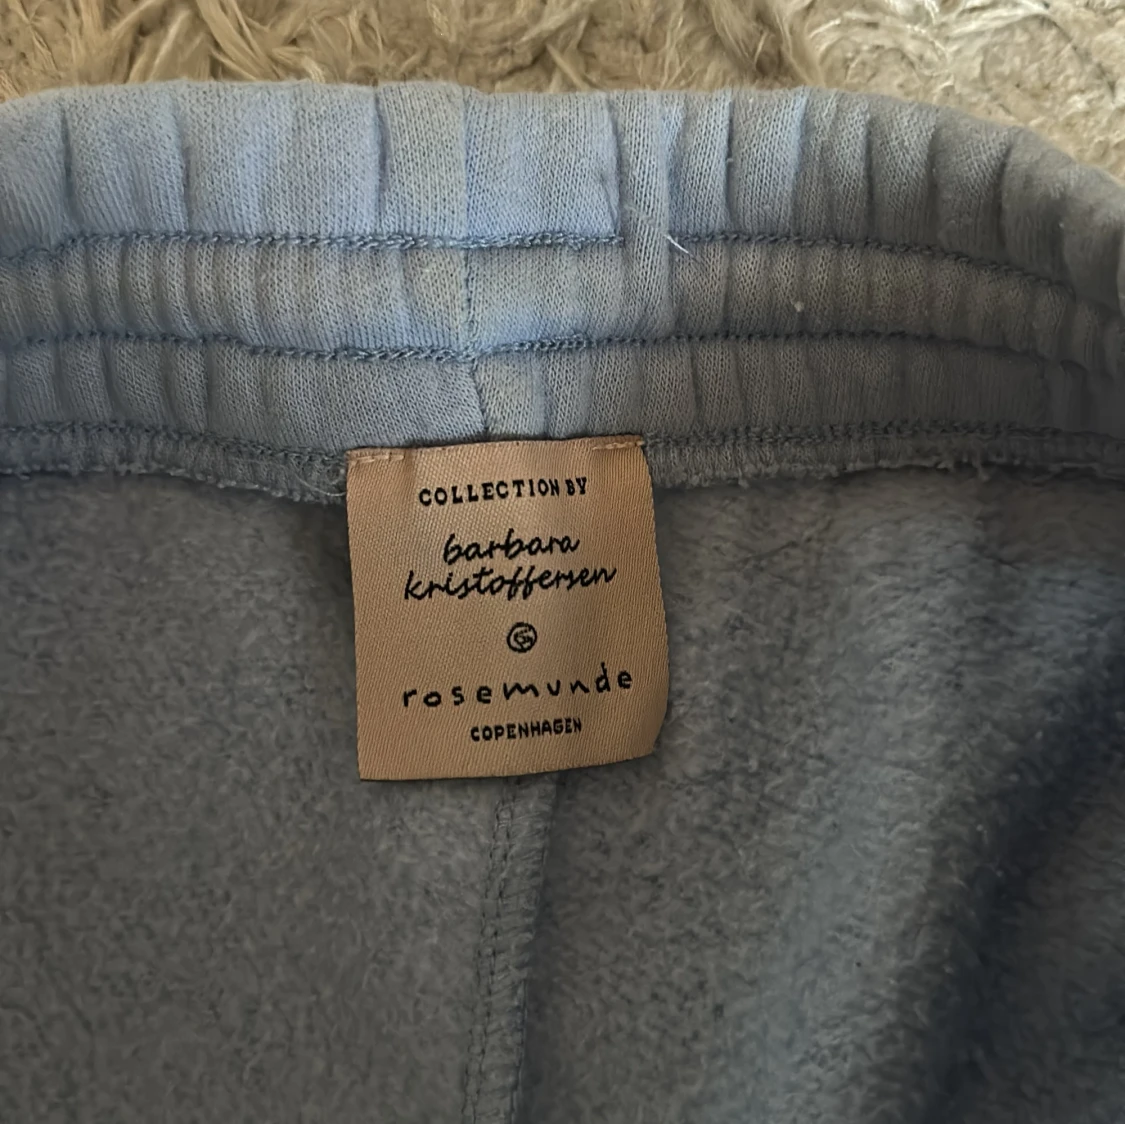 COLLECTION BY
barbara
kristoffersen
rosemunde
COPENHAGEN